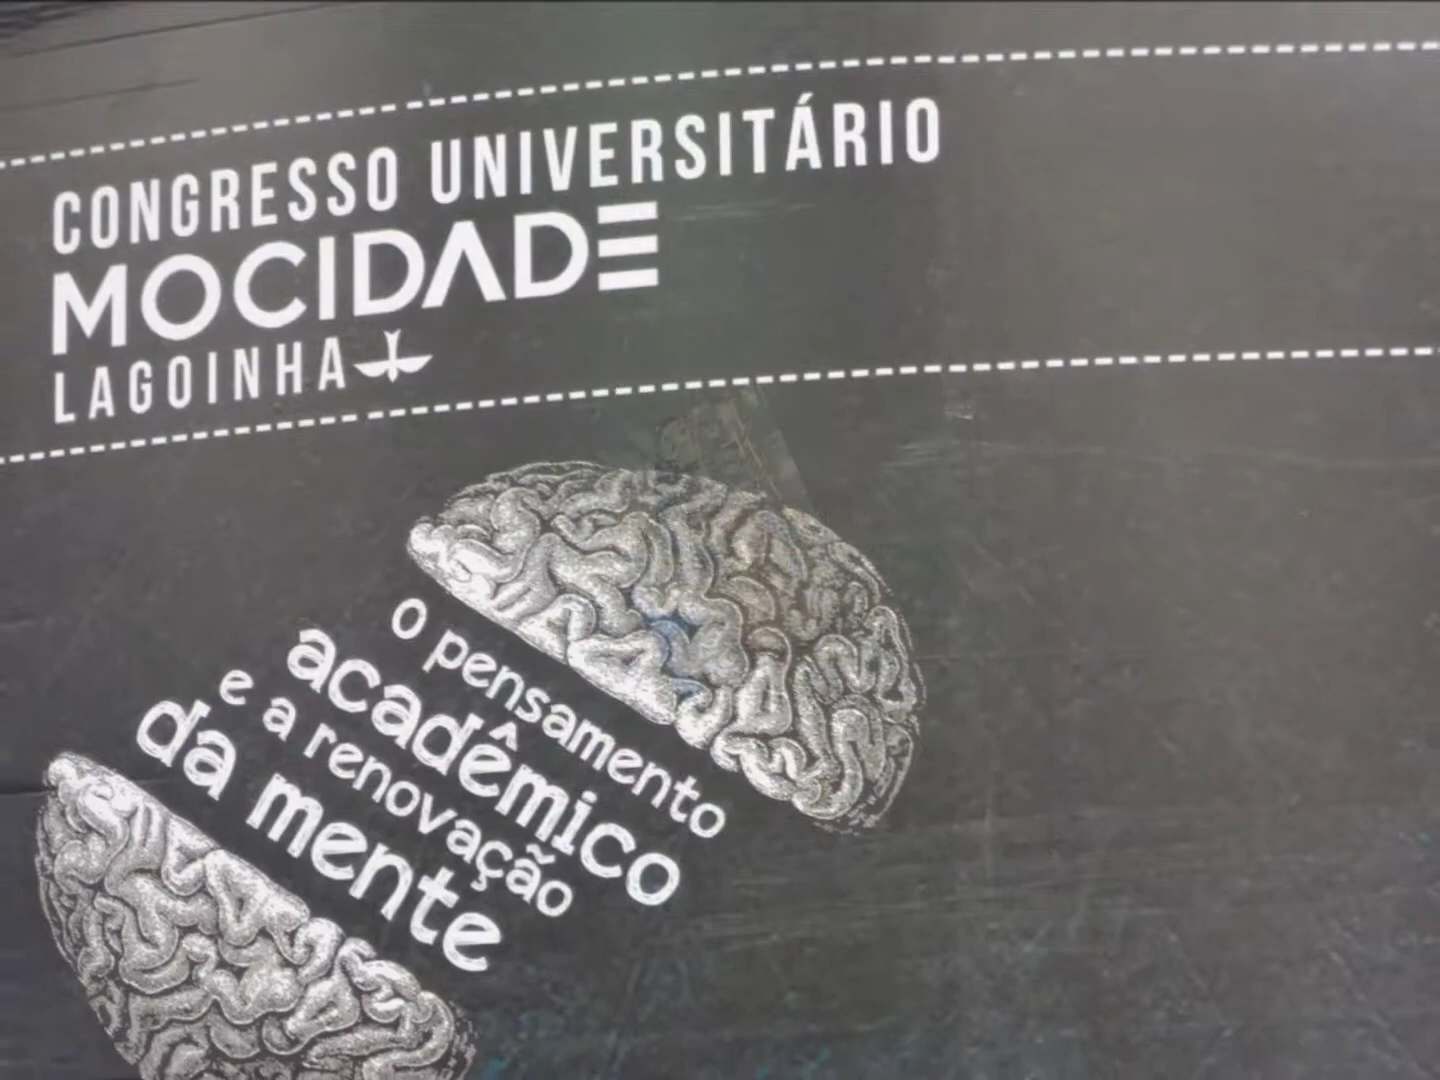 CONGRESSO UNIVERSITÁRIO
MOCIDADE
LAGOINHA
o pensamento
acadêmico
e a renovação
da mente